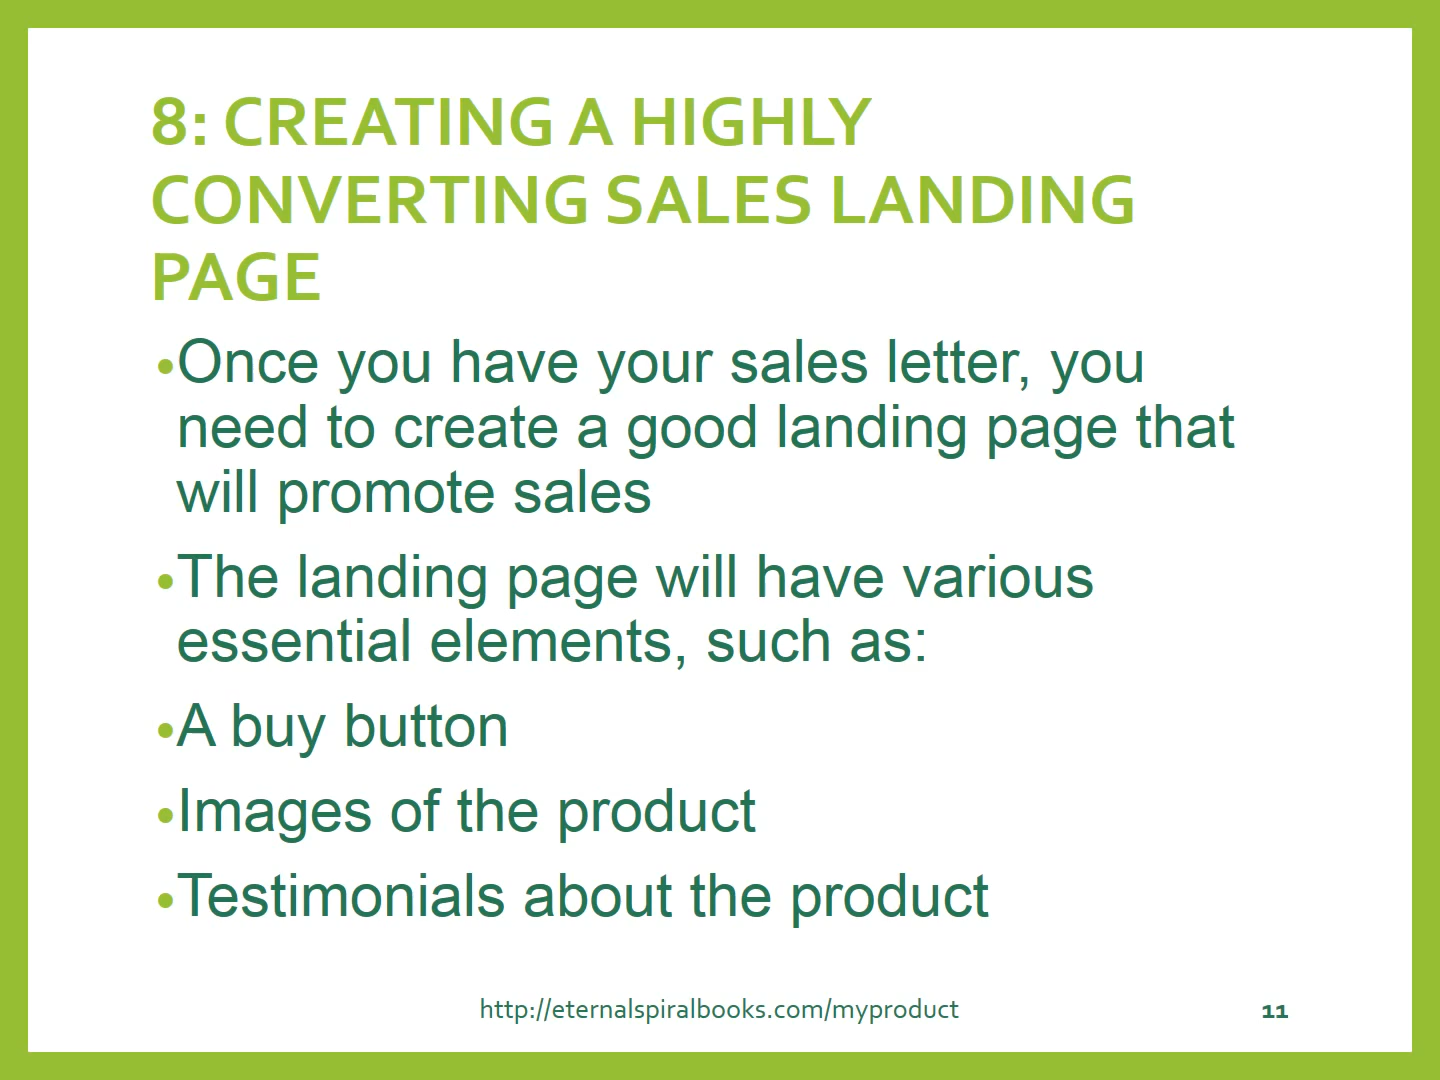 8: CREATING A HIGHLY
CONVERTING SALES LANDING
PAGE
•Once you have your sales letter, you
need to create a good landing page that
will promote sales
•The landing page will have various
essential elements, such as:
•A buy button
•Images of the product
•Testimonials about the product
http://eternalspiralbooks.com/myproduct 11